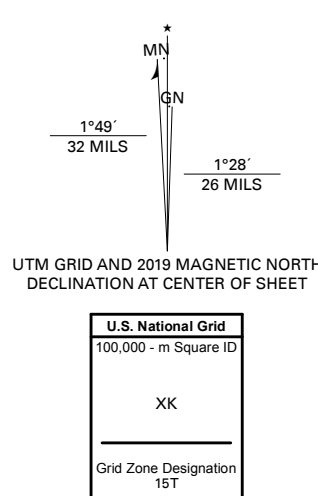 ★
MN
GN
1°49´
32 MILS
1°28´
26 MILS
UTM GRID AND 2019 MAGNETIC NORTH
DECLINATION AT CENTER OF SHEET
U.S. National Grid
100,000 - m Square ID
XK
Grid Zone Designation
15T